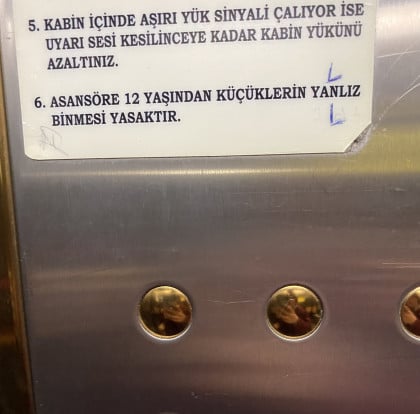 5. KABİN İÇİNDE AŞIRI YÜK SİNYALİ ÇALIYOR İSE
UYARI SESİ KESİLİNCEYE KADAR KABİN YÜKÜNÜ
AZALTINIZ.
6. ASANSÖRE 12 YAŞINDAN KÜÇÜKLERİN YANLIZ
BİNMESİ YASAKTIR.